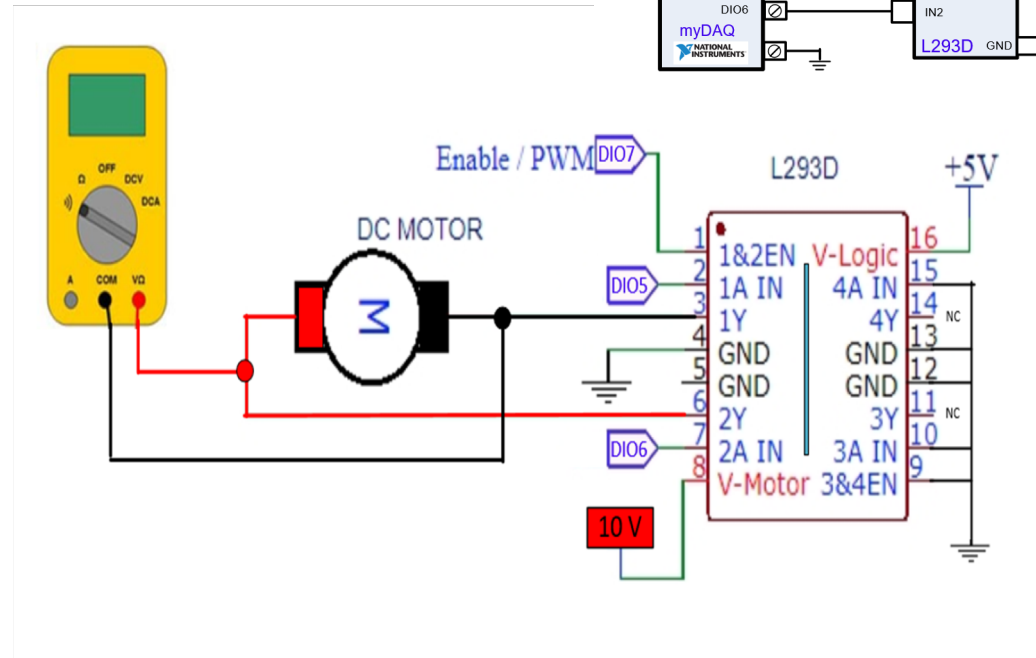 DIO6
IN2
myDAQ
NATIONAL
INSTRUMENTS
L293D GND
OFF
Ω
DCV
DCA
A COM VΩ
Enable / PWM DIO7
L293D
+5V
DC MOTOR
M
DIO5
DIO6
10 V
1 1&2EN V-Logic 16
2 1A IN 4A IN 15
3 1Y 4Y 14 NC
4 GND GND 13
5 GND GND 12
6 2Y 3Y 11 NC
7 2A IN 3A IN 10
8 V-Motor 3&4EN 9